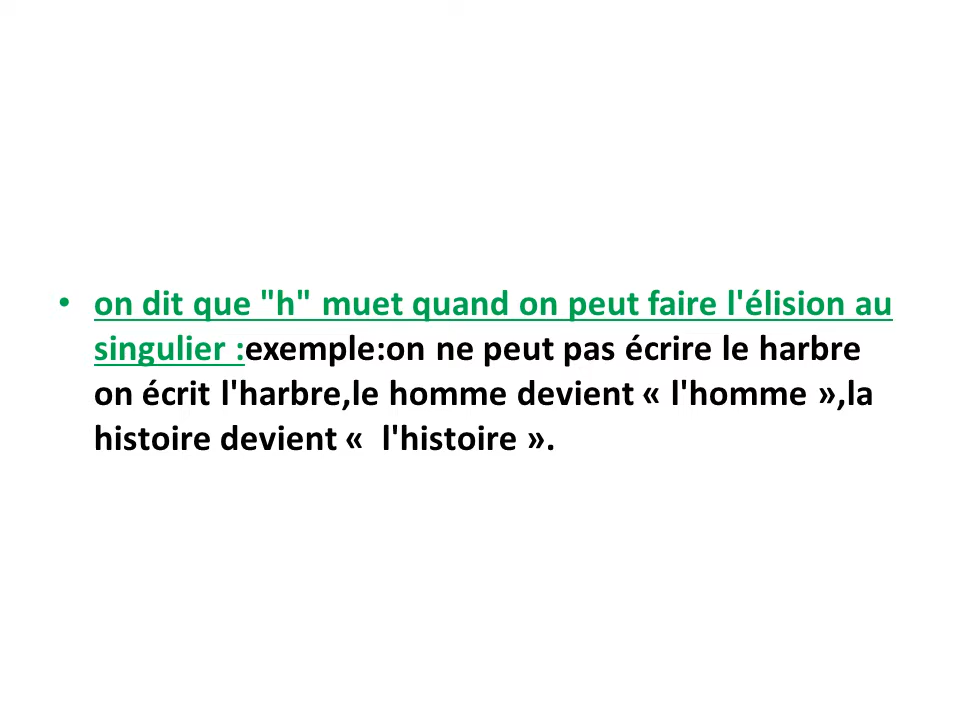 • on dit que "h" muet quand on peut faire l'élision au
singulier :exemple:on ne peut pas écrire le harbre
on écrit l'harbre,le homme devient « l'homme »,la
histoire devient «  l'histoire ».